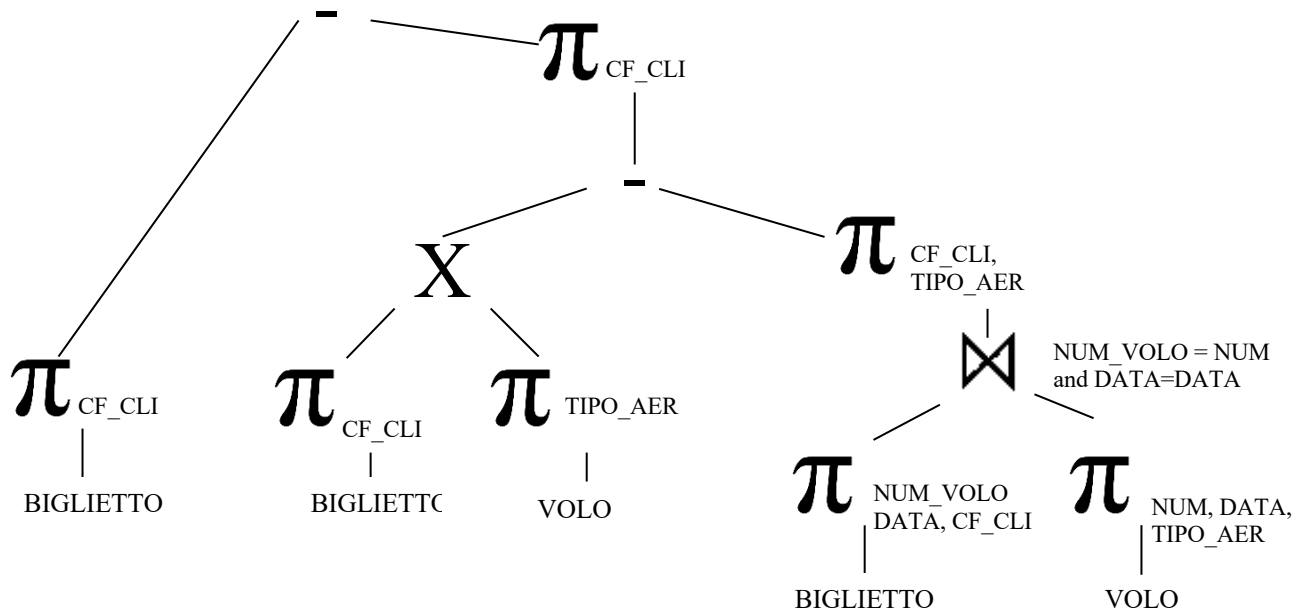 -
π CF_CLI
-
π CF_CLI,
TIPO_AER
X
NUM_VOLO = NUM
and DATA=DATA
⋈
π CF_CLI
π CF_CLI
π TIPO_AER
π NUM_VOLO
DATA, CF_CLI
π NUM, DATA,
TIPO_AER
BIGLIETTO
BIGLIETTO
VOLO
BIGLIETTO
VOLO